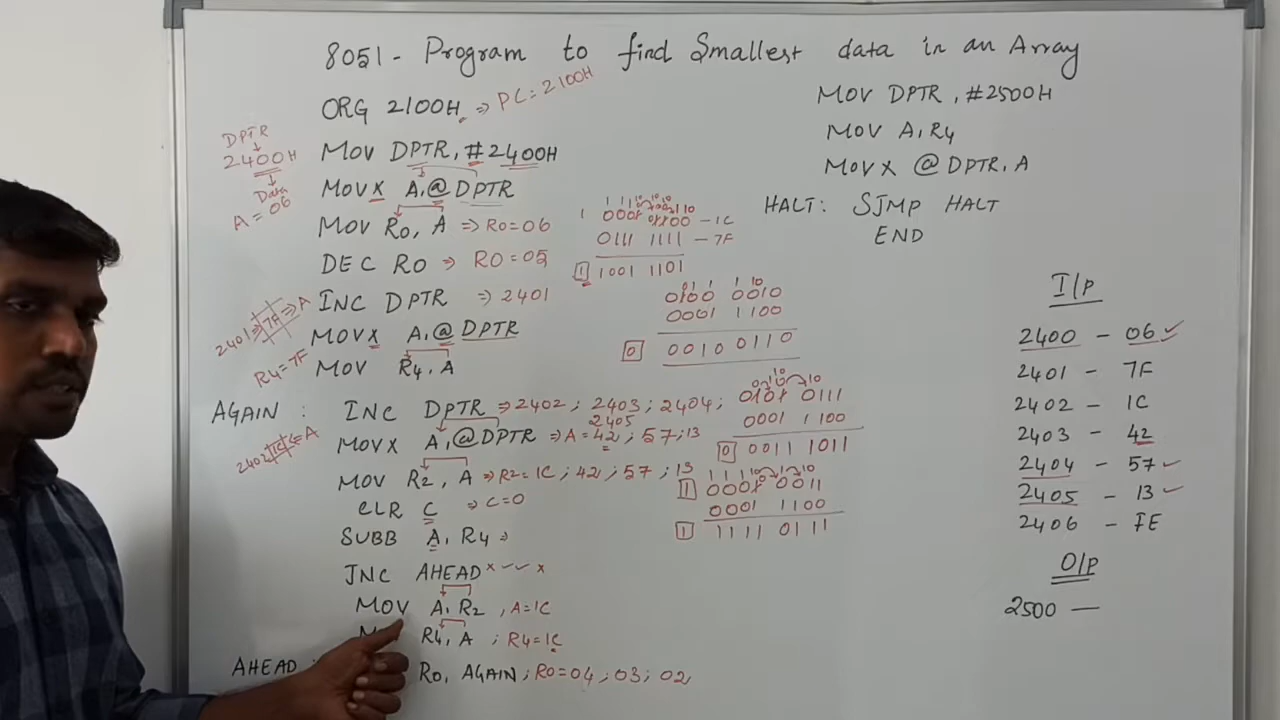 8051 - Program to find Smallest data in an Array
ORG 2100H. => PC = 2100H
DPTR
2400H
Data
A = 06
MOV DPTR, #2400H
MOVX A, @DPTR
MOV R0, A => R0 = 06
DEC R0 => R0 = 05
INC DPTR => 2401
2401 => 7F => A
MOVX A, @DPTR
R4 = 7F
MOV R4, A
AGAIN : INC DPTR => 2402 ; 2403 ; 2404 ;
2405
MOVX A, @DPTR => A = 42 ; 57 ; 13
2402 1C => A
MOV R2, A => R2 = 1C ; 42 ; 57 ; 13
CLR C => C = 0
SUBB A, R4 =>
JNC AHEAD × ✓ ✓ ×
MOV A, R2 , A = 1C
R4, A ; R4 = 1C
AHEAD : R0, AGAIN ; R0 = 04 ; 03 ; 02
- 1C
0111 1111 - 7F
1 1001 1101
0100 0010
0001 1100
0 0010 0110
0101 0111
0001 1100
0 0011 1011
0001 0011
0001 1100
1 1111 0111
MOV DPTR, #2500H
MOV A, R4
MOVX @DPTR, A
HALT : SJMP HALT
END
I/p
2400 - 06 ✓
2401 - 7F
2402 - 1C
2403 - 42
2404 - 57 ✓
2405 - 13 ✓
2406 - FE
O/p
2500 —